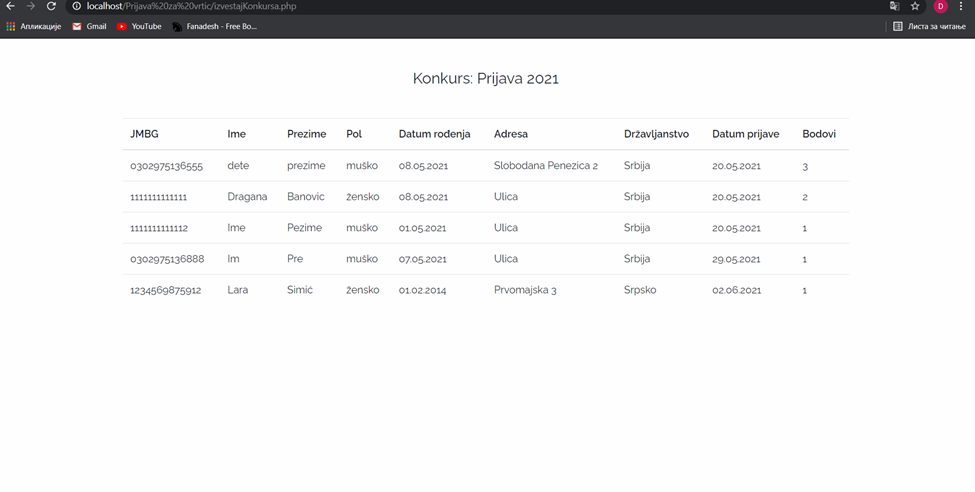 localhost/Prijava%20za%20vrtic/izvestajKonkursa.php
D
Апликације Gmail YouTube Fanadesh - Free Bo... Листа за читање
Konkurs: Prijava 2021
JMBG Ime Prezime Pol Datum rođenja Adresa Državljanstvo Datum prijave Bodovi
0302975136555 dete prezime muško 08.05.2021 Slobodana Penezica 2 Srbija 20.05.2021 3
1111111111111 Dragana Banovic žensko 08.05.2021 Ulica Srbija 20.05.2021 2
1111111111112 Ime Pezime muško 01.05.2021 Ulica Srbija 20.05.2021 1
0302975136888 Im Pre muško 07.05.2021 Ulica Srbija 29.05.2021 1
1234569875912 Lara Simić žensko 01.02.2014 Prvomajska 3 Srpsko 02.06.2021 1